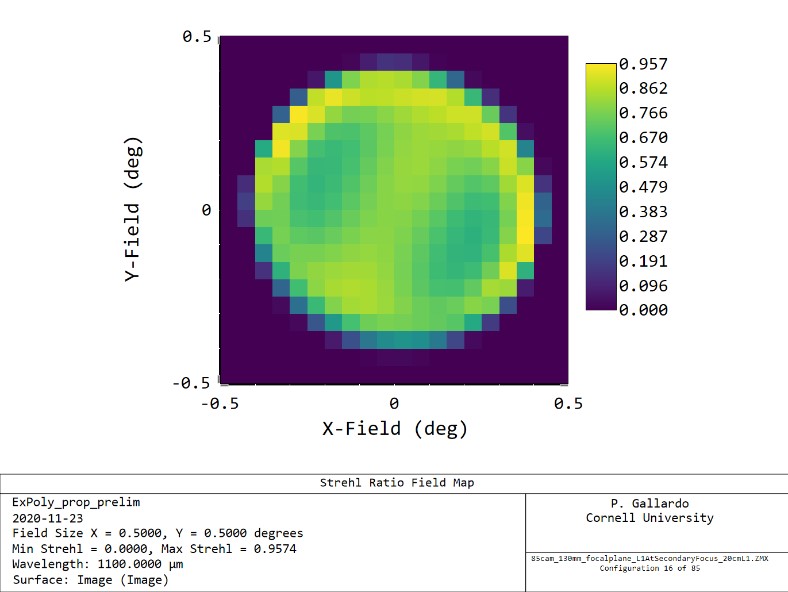 0.5
0
-0.5
Y-Field (deg)
-0.5 0 0.5
X-Field (deg)
0.957
0.862
0.766
0.670
0.574
0.479
0.383
0.287
0.191
0.096
0.000
Strehl Ratio Field Map
ExPoly_prop_prelim
2020-11-23
Field Size X = 0.5000, Y = 0.5000 degrees
Min Strehl = 0.0000, Max Strehl = 0.9574
Wavelength: 1100.0000 µm
Surface: Image (Image)
P. Gallardo
Cornell University
85cam_130mm_focalplane_L1AtSecondaryFocus_20cmL1.ZMX
Configuration 16 of 85